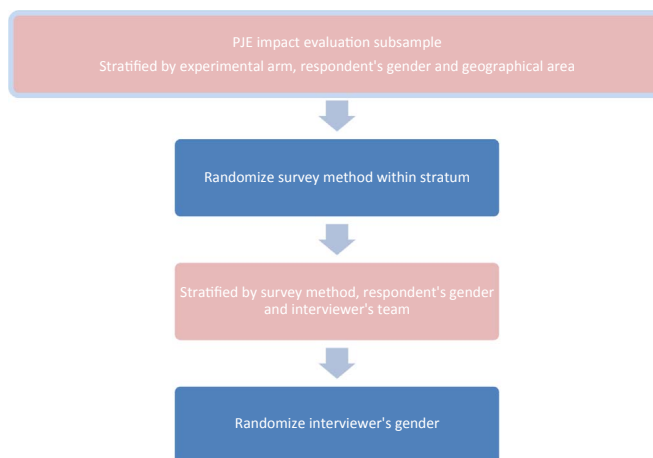 PJE impact evaluation subsample
Stratified by experimental arm, respondent's gender and geographical area
Randomize survey method within stratum
Stratified by survey method, respondent's gender
and interviewer's team
Randomize interviewer's gender